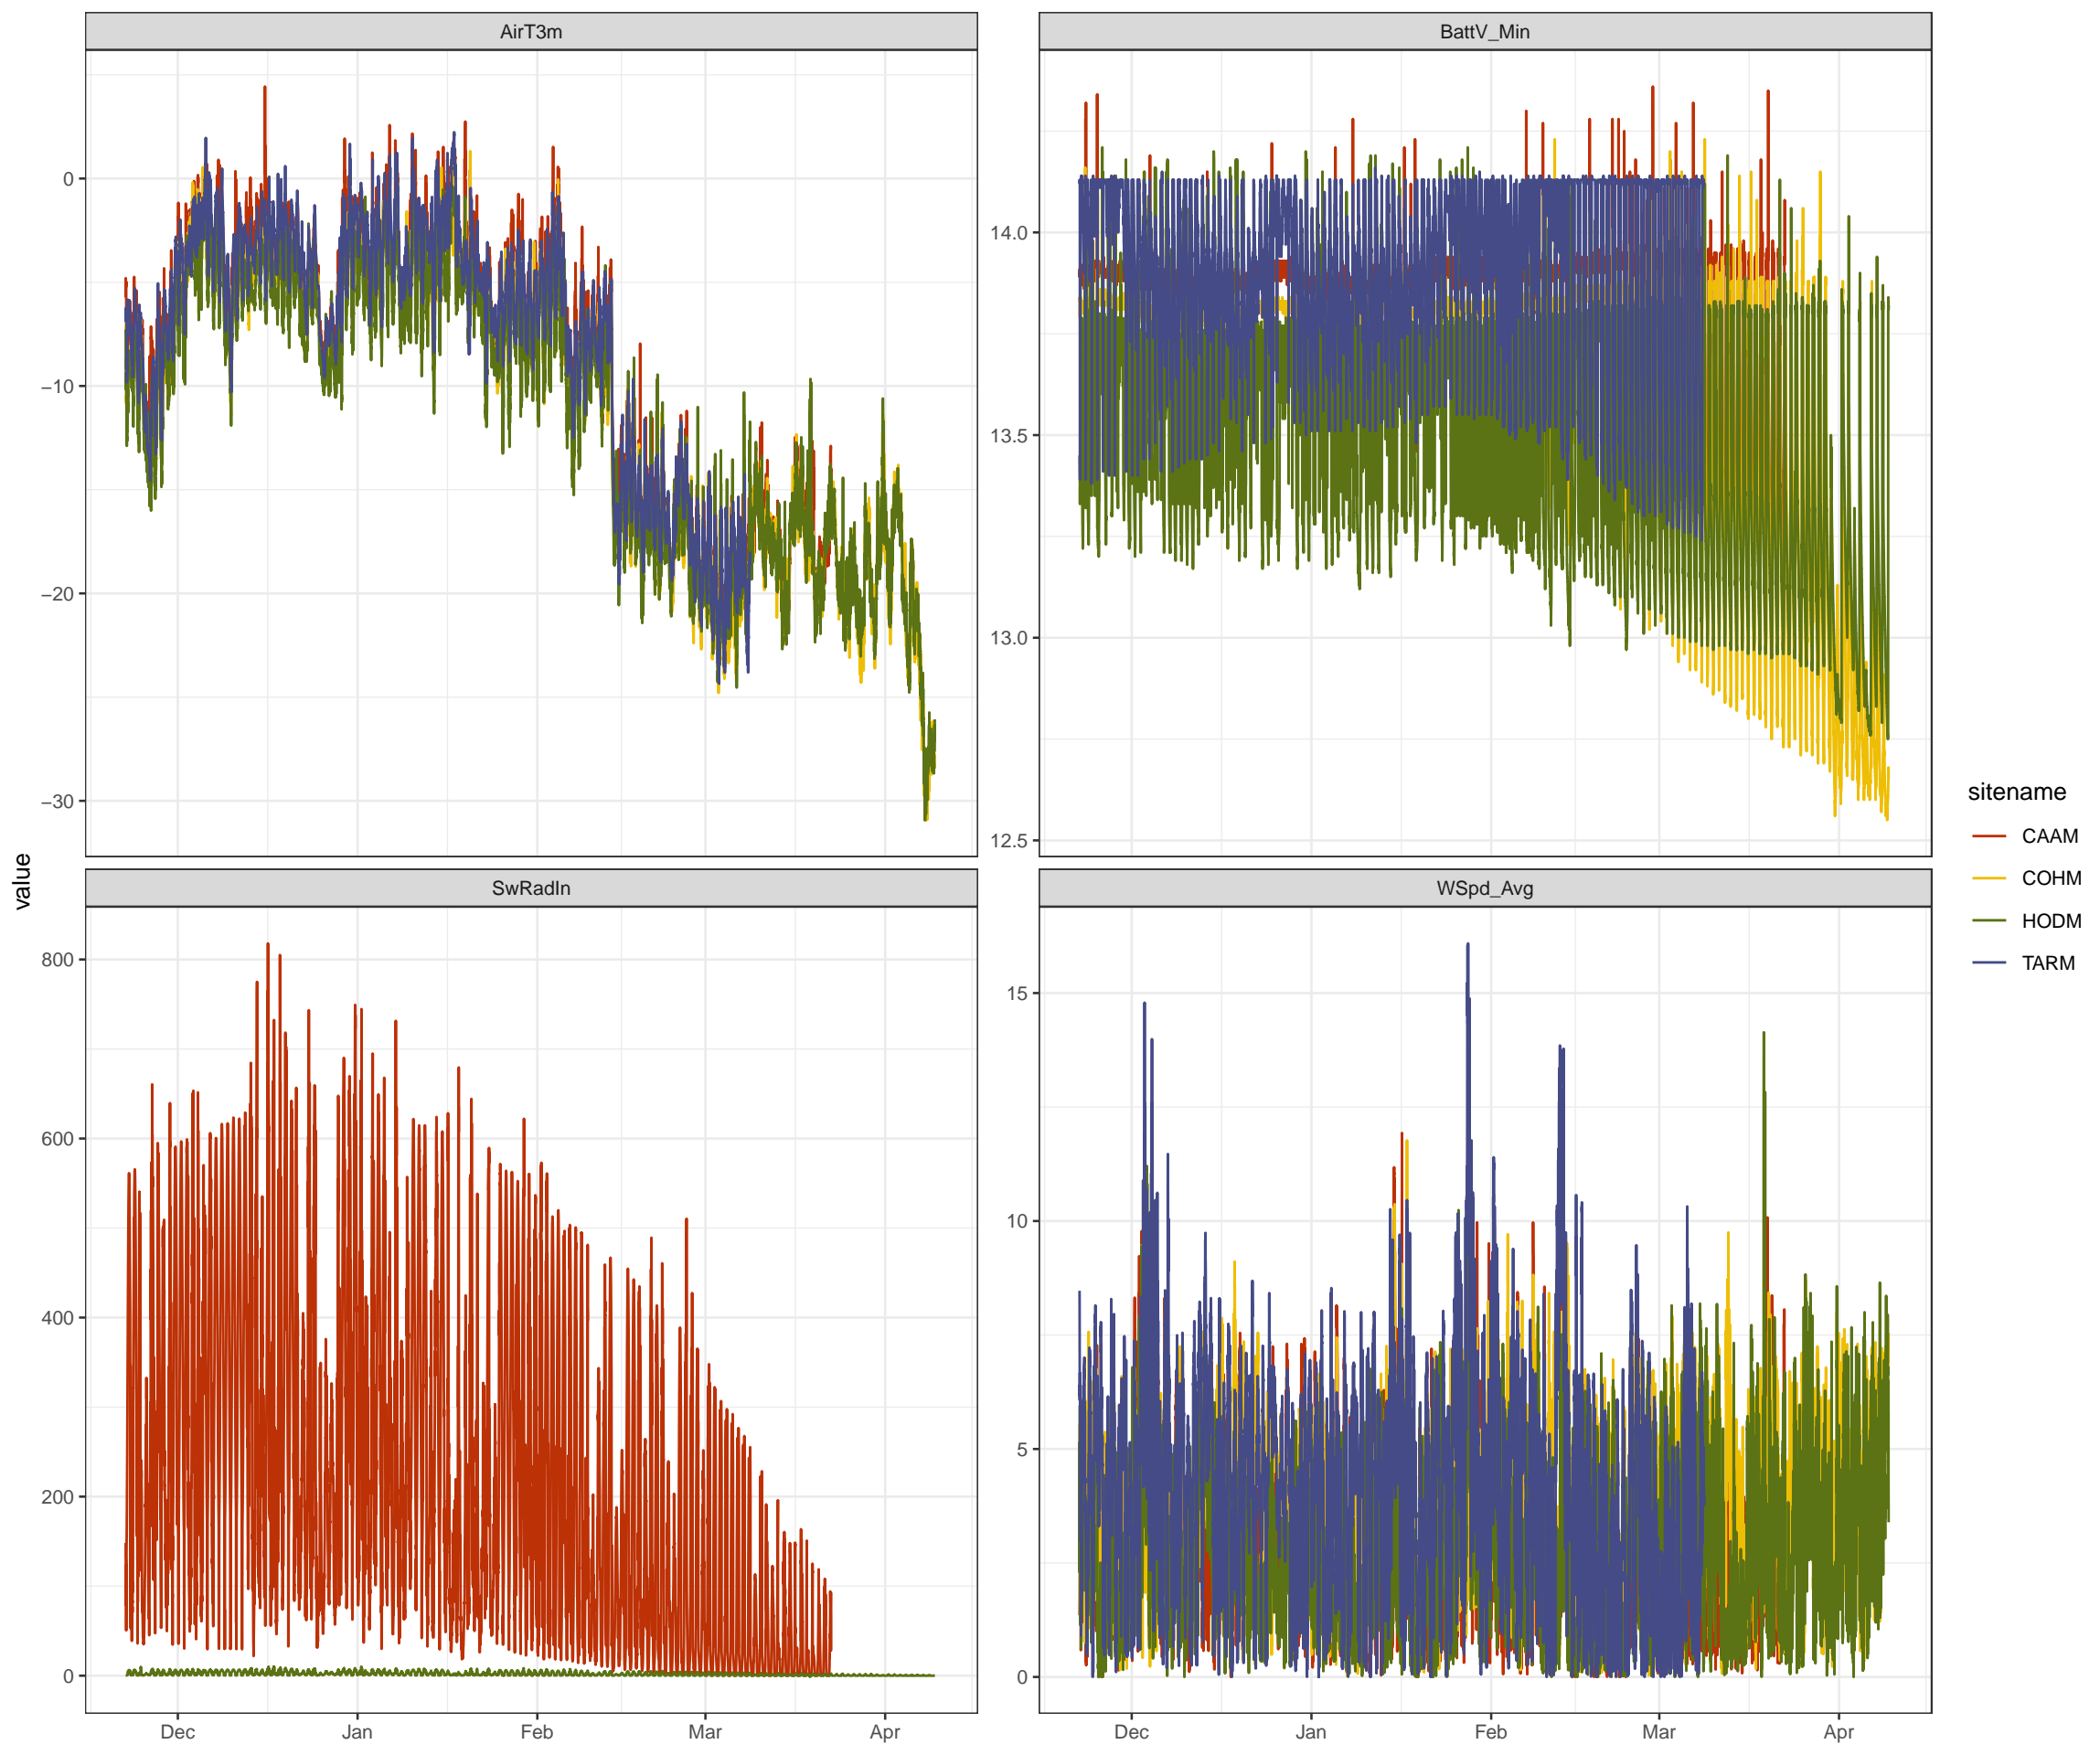 AirT3m
BattV_Min
0
−10
−20
−30
14.0
13.5
13.0
12.5
value
SwRadIn
WSpd_Avg
800
600
400
200
0
15
10
5
0
Dec
Jan
Feb
Mar
Apr
Dec
Jan
Feb
Mar
Apr
sitename
CAAM
COHM
HODM
TARM